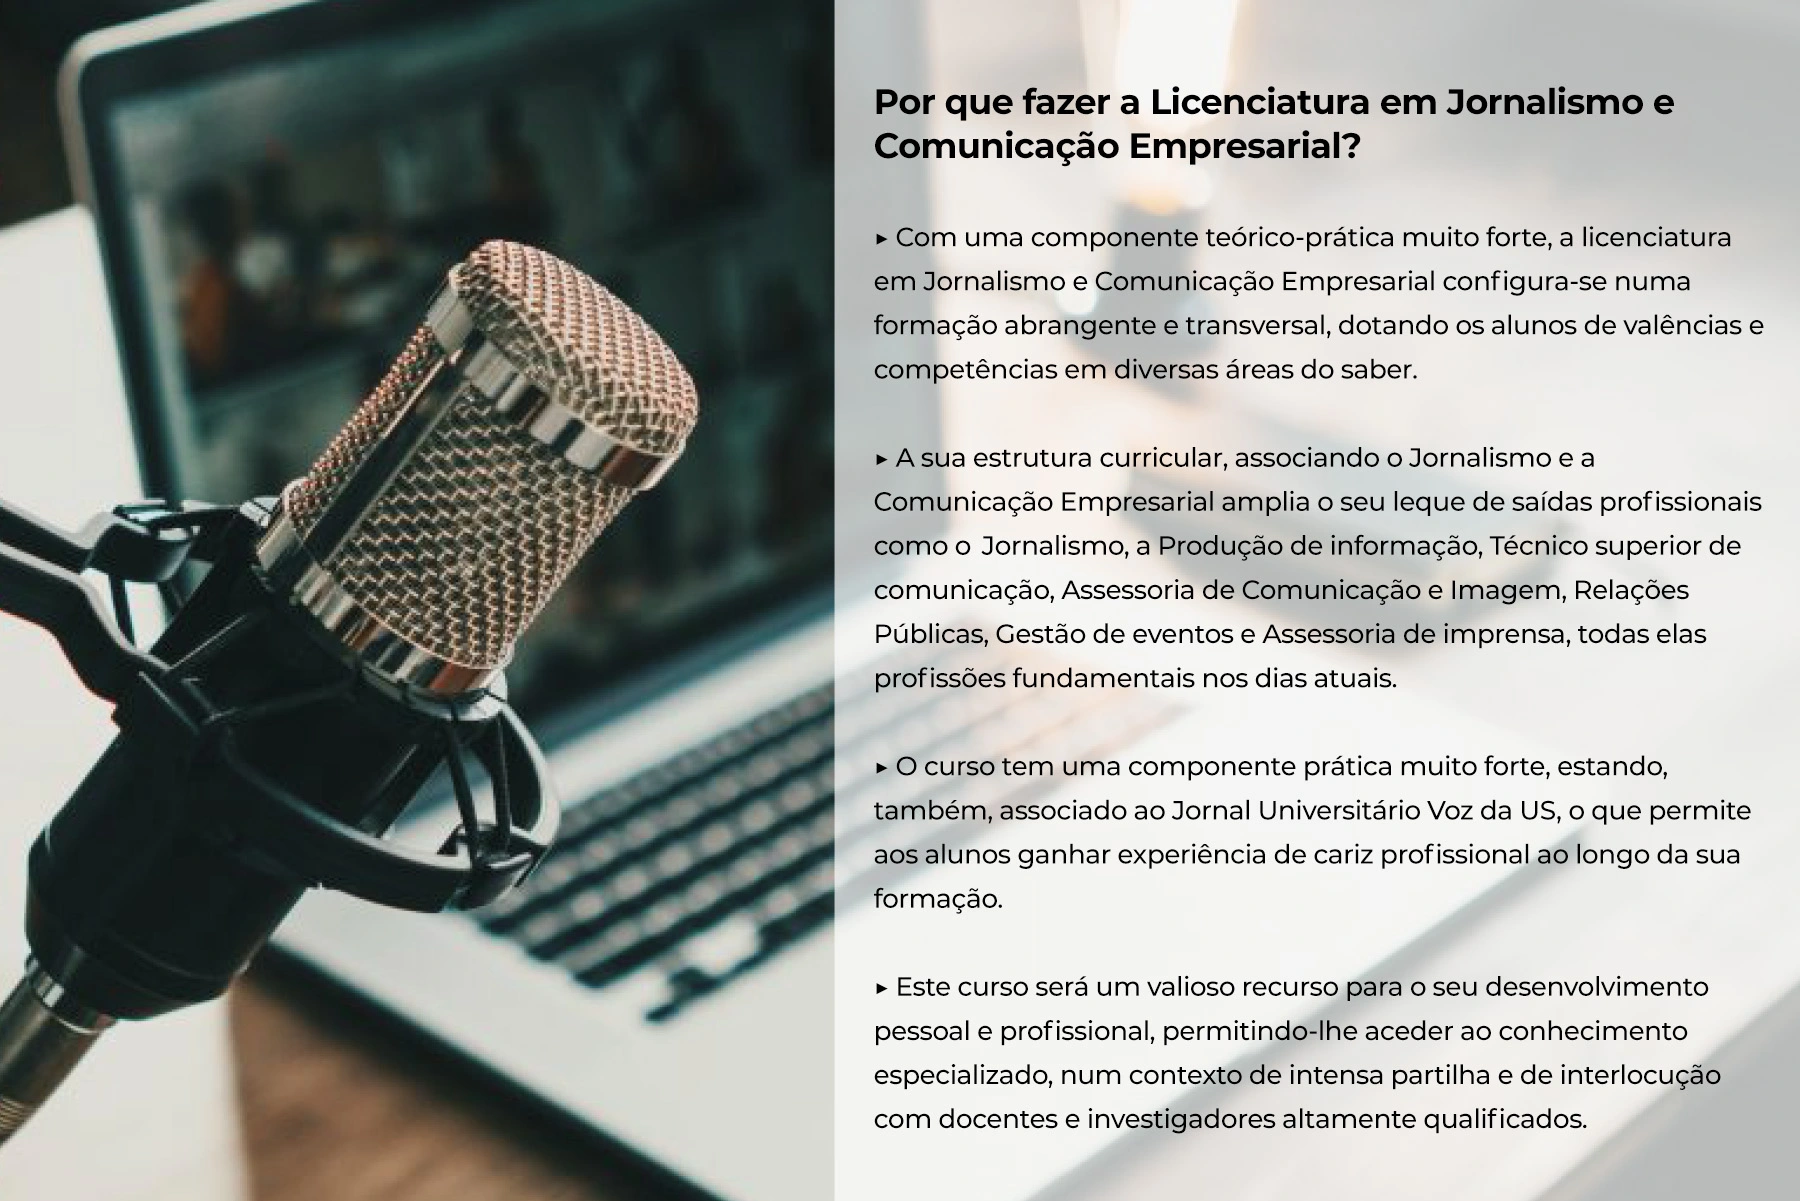 Por que fazer a Licenciatura em Jornalismo e
Comunicação Empresarial?
▸ Com uma componente teórico-prática muito forte, a licenciatura
em Jornalismo e Comunicação Empresarial configura-se numa
formação abrangente e transversal, dotando os alunos de valências e
competências em diversas áreas do saber.
▸ A sua estrutura curricular, associando o Jornalismo e a
Comunicação Empresarial amplia o seu leque de saídas profissionais
como o Jornalismo, a Produção de informação, Técnico superior de
comunicação, Assessoria de Comunicação e Imagem, Relações
Públicas, Gestão de eventos e Assessoria de imprensa, todas elas
profissões fundamentais nos dias atuais.
▸ O curso tem uma componente prática muito forte, estando,
também, associado ao Jornal Universitário Voz da US, o que permite
aos alunos ganhar experiência de cariz profissional ao longo da sua
formação.
▸ Este curso será um valioso recurso para o seu desenvolvimento
pessoal e profissional, permitindo-lhe aceder ao conhecimento
especializado, num contexto de intensa partilha e de interlocução
com docentes e investigadores altamente qualificados.